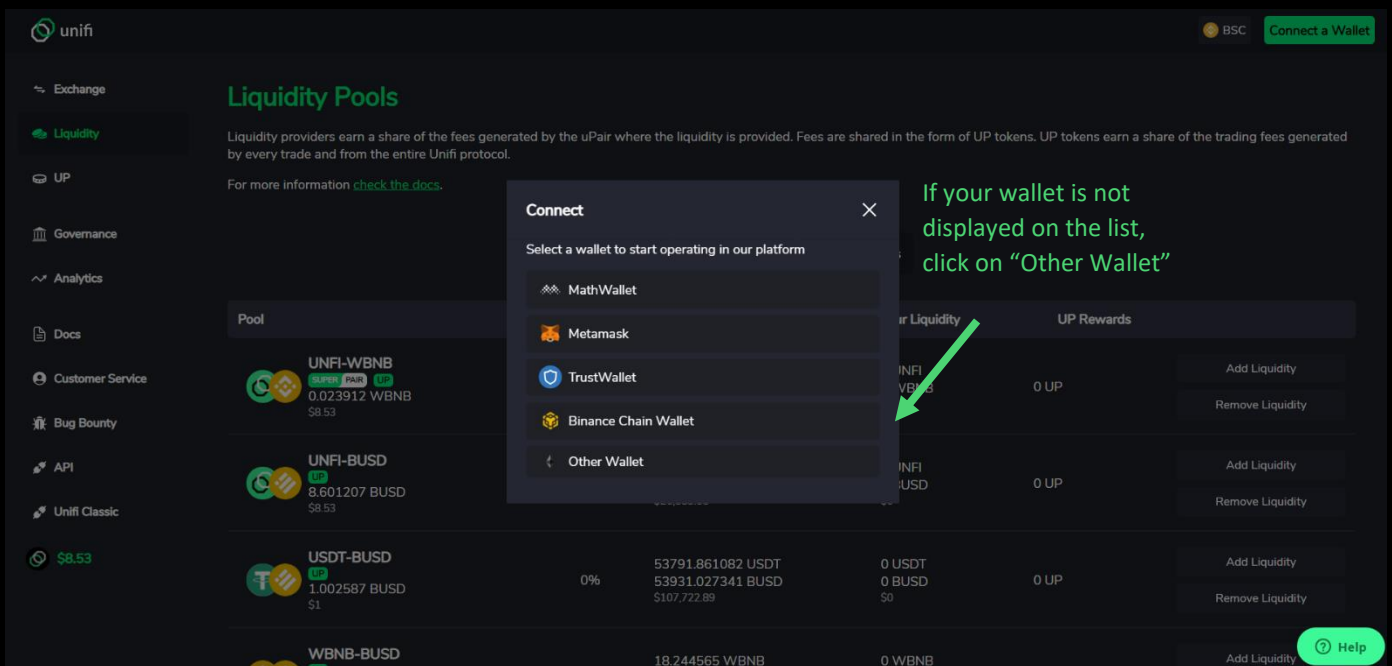 unifi
BSC
Connect a Wallet
Exchange
Liquidity
UP
Governance
Analytics
Docs
Customer Service
Bug Bounty
API
Unifi Classic
$8.53
Liquidity Pools
Liquidity providers earn a share of the fees generated by the uPair where the liquidity is provided. Fees are shared in the form of UP tokens. UP tokens earn a share of the trading fees generated
by every trade and from the entire Unifi protocol.
For more information check the docs.
Connect
Select a wallet to start operating in our platform
MathWallet
Metamask
TrustWallet
Binance Chain Wallet
Other Wallet
If your wallet is not
displayed on the list,
click on “Other Wallet”
Pool
Liquidity
UP Rewards
UNFI-WBNB
SUPER PAIR UP
0.023912 WBNB
$8.53
0 UP
Add Liquidity
Remove Liquidity
UNFI-BUSD
UP
8.601207 BUSD
$8.53
0 UP
Add Liquidity
Remove Liquidity
USDT-BUSD
UP
1.002587 BUSD
$1
0%
53791.861082 USDT
53931.027341 BUSD
$107,722.89
0 USDT
0 BUSD
$0
0 UP
Add Liquidity
Remove Liquidity
WBNB-BUSD
18.244565 WBNB
0 WBNB
Add Liquidity
Help